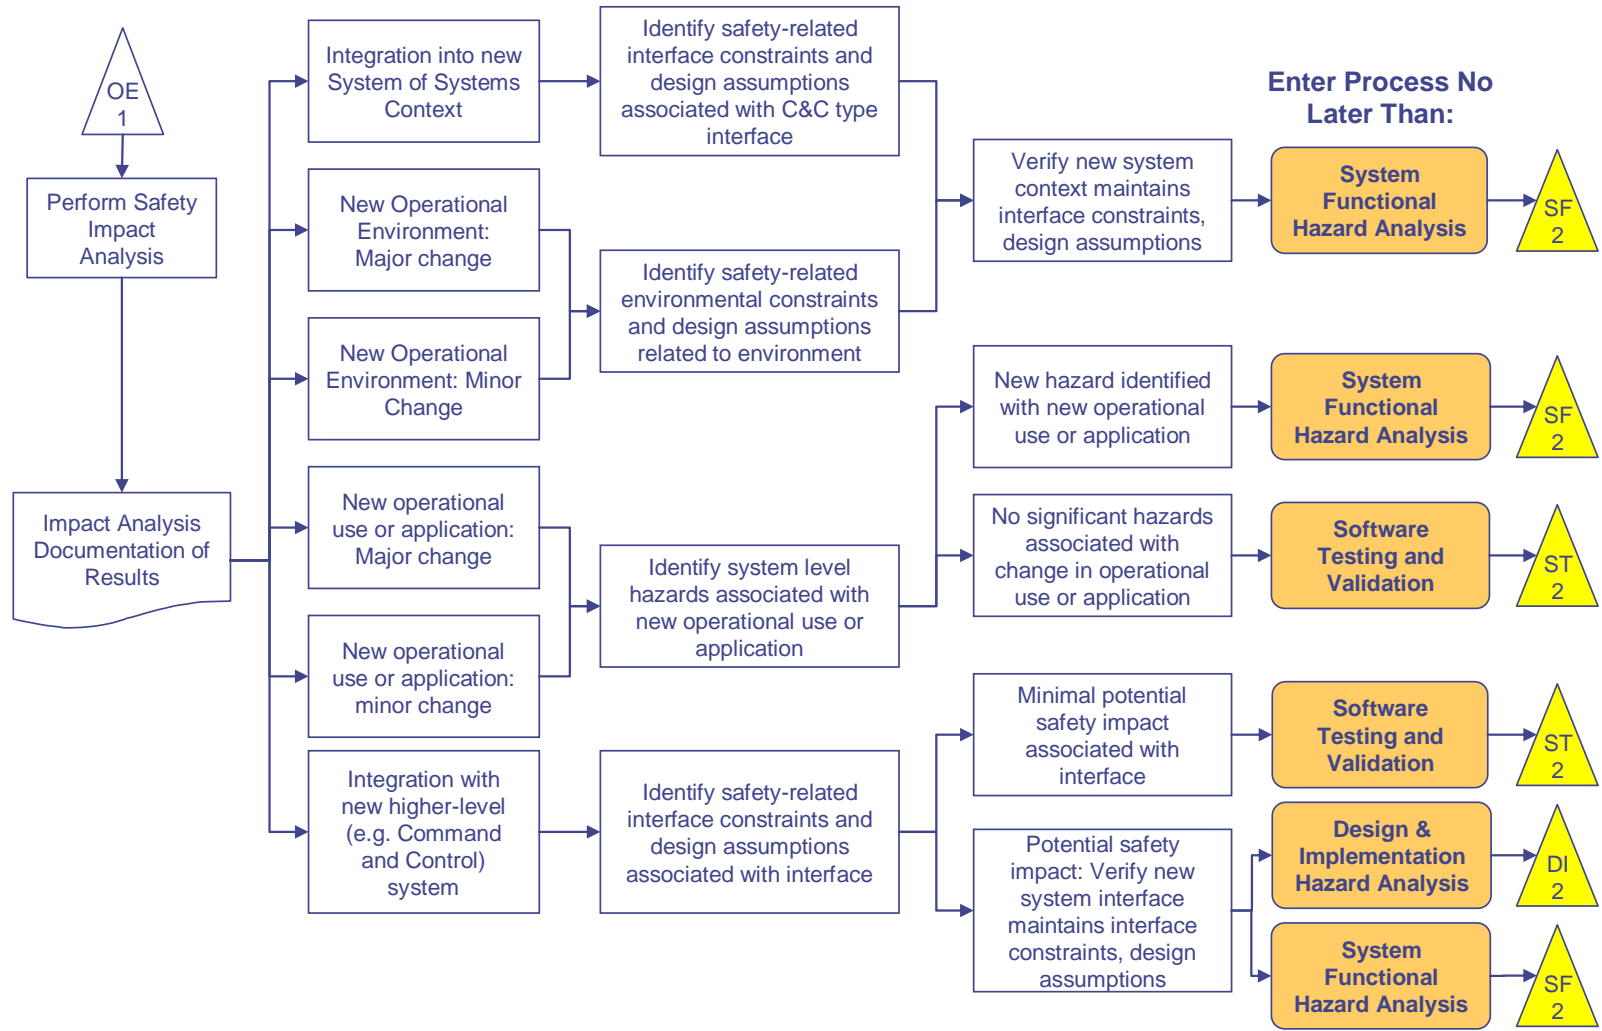 OE
1
Perform Safety
Impact
Analysis
Impact Analysis
Documentation of
Results
Integration into new
System of Systems
Context
New Operational
Environment:
Major change
New Operational
Environment: Minor
Change
New operational
use or application:
Major change
New operational
use or application:
minor change
Integration with
new higher-level
(e.g. Command
and Control)
system
Identify safety-related
interface constraints and
design assumptions
associated with C&C type
interface
Identify safety-related
environmental constraints
and design assumptions
related to environment
Identify system level
hazards associated with
new operational use or
application
Identify safety-related
interface constraints and
design assumptions
associated with interface
Verify new system
context maintains
interface constraints,
design assumptions
New hazard identified
with new operational
use or application
No significant hazards
associated with
change in operational
use or application
Minimal potential
safety impact
associated with
interface
Potential safety
impact: Verify new
system interface
maintains interface
constraints, design
assumptions
Enter Process No
Later Than:
System
Functional
Hazard Analysis
SF
2
System
Functional
Hazard Analysis
SF
2
Software
Testing and
Validation
ST
2
Software
Testing and
Validation
ST
2
Design &
Implementation
Hazard Analysis
DI
2
System
Functional
Hazard Analysis
SF
2